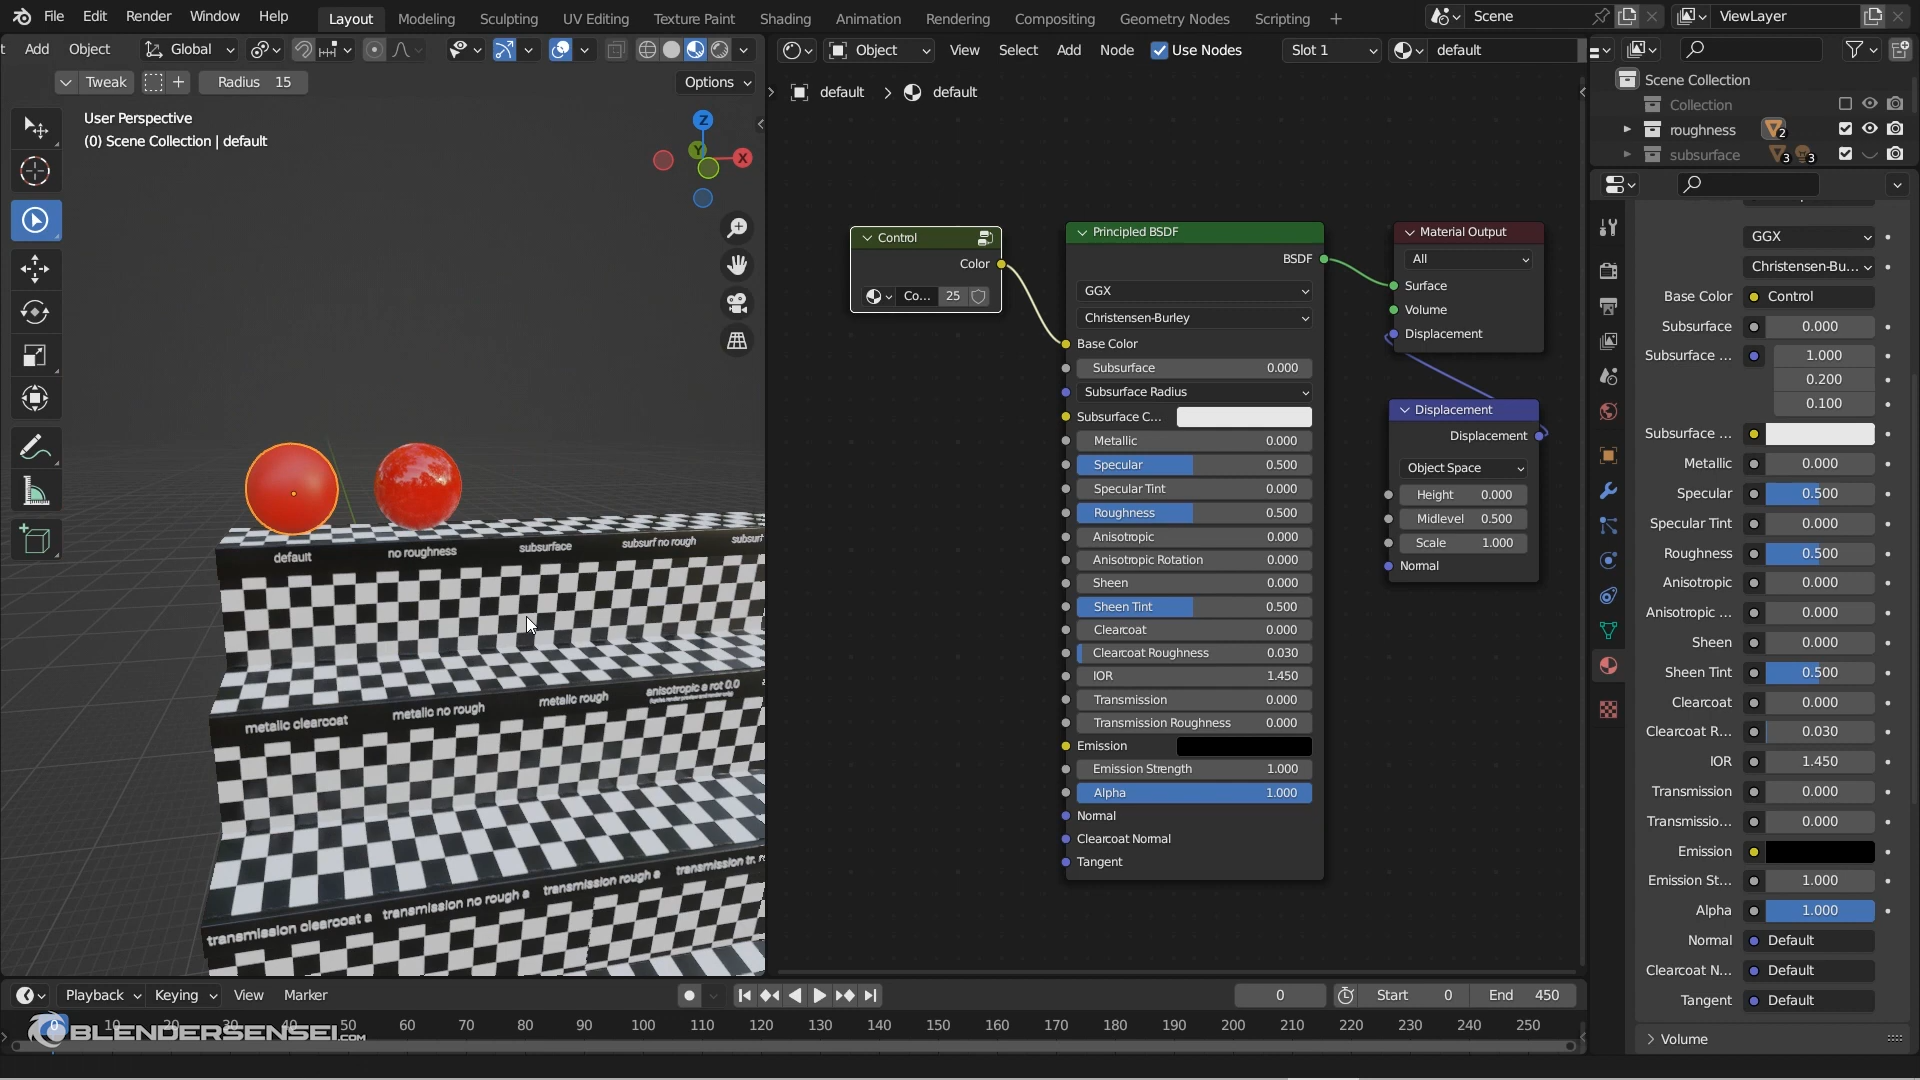 File Edit Render Window Help Layout Modeling Sculpting UV Editing Texture Paint Shading Animation Rendering Compositing Geometry Nodes Scripting + Scene ViewLayer
Add Object Global
Object View Select Add Node Use Nodes Slot 1 default
Tweak Radius 15 Options
default > default
Scene Collection
Collection
roughness 2
subsurface 3 3
User Perspective
(0) Scene Collection | default
Z
Y
X
default
no roughness
subsurface
subsurf no rough
metallic clearcoat
metallic no rough
metallic rough
anisotropic a rot 0.0
transmission clearcoat a
transmission no rough a
transmission rough a
Control
Color
Co... 25
Principled BSDF
BSDF
GGX
Christensen-Burley
Base Color
Subsurface 0.000
Subsurface Radius
Subsurface C...
Metallic 0.000
Specular 0.500
Specular Tint 0.000
Roughness 0.500
Anisotropic 0.000
Anisotropic Rotation 0.000
Sheen 0.000
Sheen Tint 0.500
Clearcoat 0.000
Clearcoat Roughness 0.030
IOR 1.450
Transmission 0.000
Transmission Roughness 0.000
Emission
Emission Strength 1.000
Alpha 1.000
Normal
Clearcoat Normal
Tangent
Material Output
All
Surface
Volume
Displacement
Displacement
Displacement
Object Space
Height 0.000
Midlevel 0.500
Scale 1.000
Normal
GGX
Christensen-Bu...
Base Color Control
Subsurface 0.000
Subsurface ... 1.000
0.200
0.100
Subsurface ...
Metallic 0.000
Specular 0.500
Specular Tint 0.000
Roughness 0.500
Anisotropic 0.000
Anisotropic ... 0.000
Sheen 0.000
Sheen Tint 0.500
Clearcoat 0.000
Clearcoat R... 0.030
IOR 1.450
Transmission 0.000
Transmissio... 0.000
Emission
Emission St... 1.000
Alpha 1.000
Normal Default
Clearcoat N... Default
Tangent Default
Volume
Playback Keying View Marker 0 Start 0 End 450
0 10 20 30 40 50 60 70 80 90 100 110 120 130 140 150 160 170 180 190 200 210 220 230 240 250
BLENDERSENSEI.COM